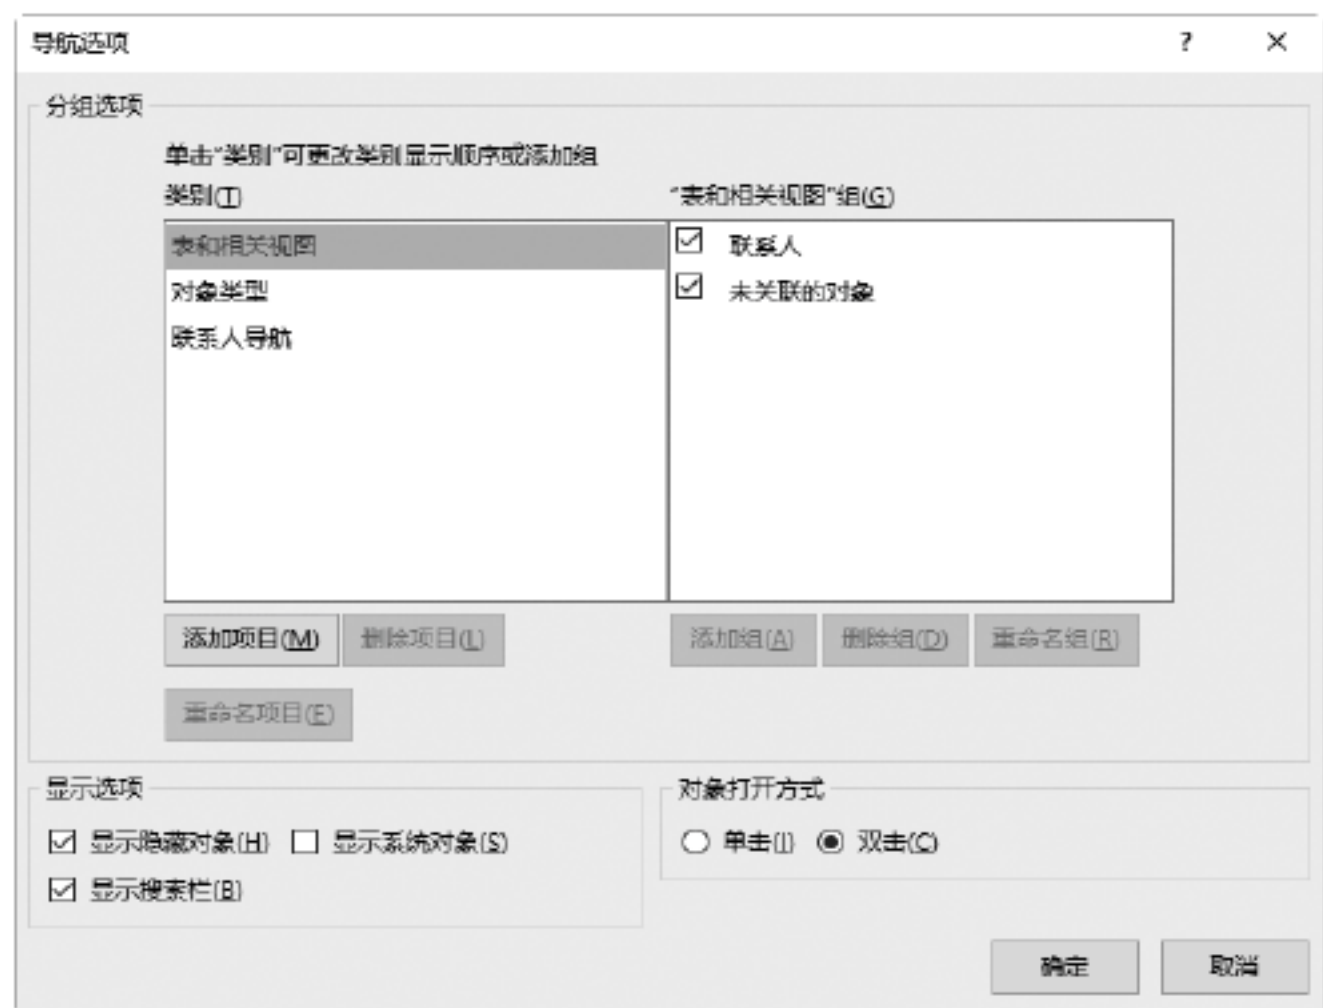 导航选项
?
×
分组选项
单击“类别”可更改类别显示顺序或添加组
类别(T)
“表和相关视图”组(G)
表和相关视图
联系人
对象类型
未关联的对象
联系人导航
添加项目(M)
删除项目(L)
添加组(A)
删除组(D)
重命名组(R)
重命名项目(E)
显示选项
对象打开方式
显示隐藏对象(H)
显示系统对象(S)
单击(I)
双击(C)
显示搜索栏(B)
确定
取消